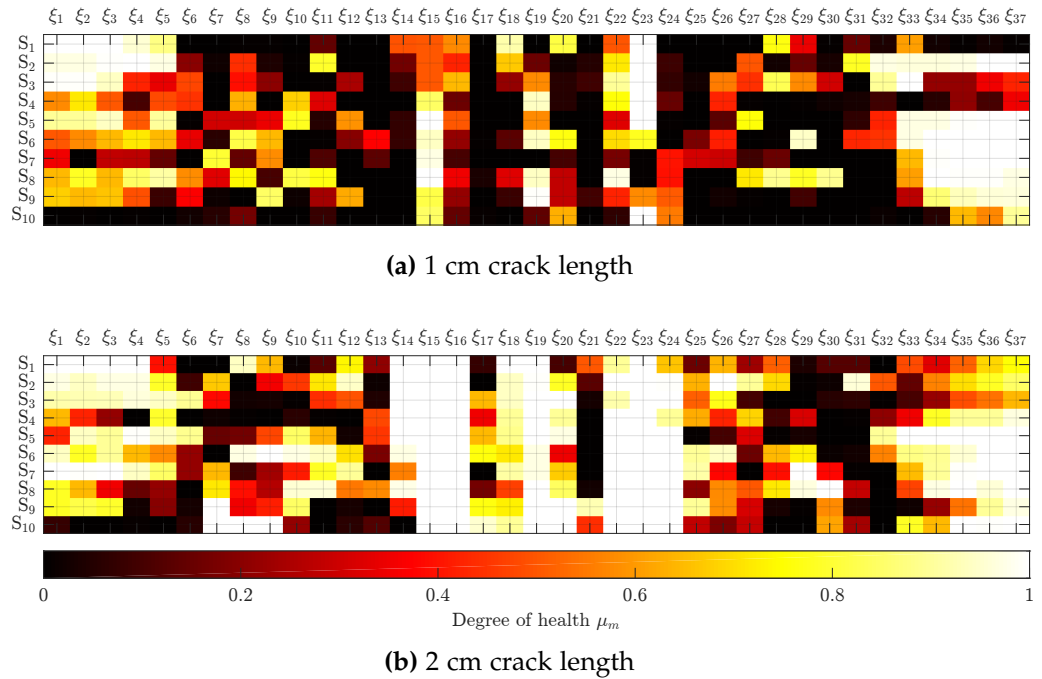 ξ1 ξ2 ξ3 ξ4 ξ5 ξ6 ξ7 ξ8 ξ9 ξ10 ξ11 ξ12 ξ13 ξ14 ξ15 ξ16 ξ17 ξ18 ξ19 ξ20 ξ21 ξ22 ξ23 ξ24 ξ25 ξ26 ξ27 ξ28 ξ29 ξ30 ξ31 ξ32 ξ33 ξ34 ξ35 ξ36 ξ37
S1
S2
S3
S4
S5
S6
S7
S8
S9
S10
(a) 1 cm crack length
ξ1 ξ2 ξ3 ξ4 ξ5 ξ6 ξ7 ξ8 ξ9 ξ10 ξ11 ξ12 ξ13 ξ14 ξ15 ξ16 ξ17 ξ18 ξ19 ξ20 ξ21 ξ22 ξ23 ξ24 ξ25 ξ26 ξ27 ξ28 ξ29 ξ30 ξ31 ξ32 ξ33 ξ34 ξ35 ξ36 ξ37
S1
S2
S3
S4
S5
S6
S7
S8
S9
S10
0 0.2 0.4 0.6 0.8 1
Degree of health μm
(b) 2 cm crack length